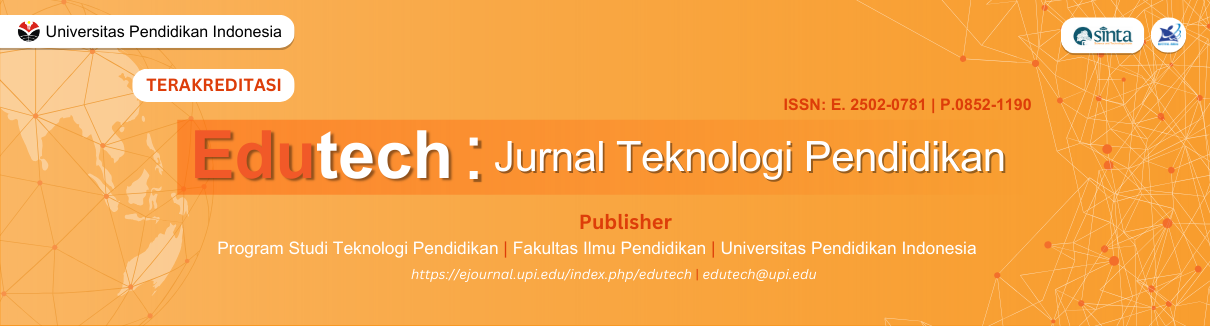 Universitas Pendidikan Indonesia
sinta
TERAKREDITASI
ISSN: E. 2502-0781 | P.0852-1190
Edutech : Jurnal Teknologi Pendidikan
Publisher
Program Studi Teknologi Pendidikan | Fakultas Ilmu Pendidikan | Universitas Pendidikan Indonesia
https://ejournal.upi.edu/index.php/edutech | edutech@upi.edu